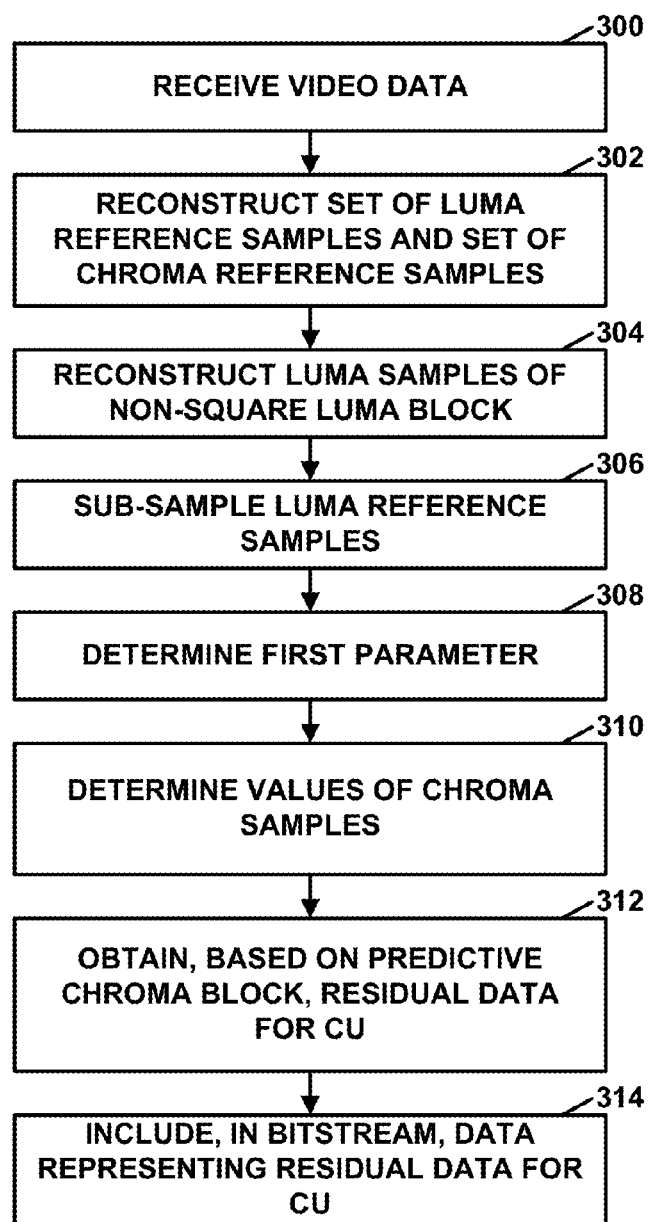 300
RECEIVE VIDEO DATA
302
RECONSTRUCT SET OF LUMA
REFERENCE SAMPLES AND SET OF
CHROMA REFERENCE SAMPLES
304
RECONSTRUCT LUMA SAMPLES OF
NON-SQUARE LUMA BLOCK
306
SUB-SAMPLE LUMA REFERENCE
SAMPLES
308
DETERMINE FIRST PARAMETER
310
DETERMINE VALUES OF CHROMA
SAMPLES
312
OBTAIN, BASED ON PREDICTIVE
CHROMA BLOCK, RESIDUAL DATA
FOR CU
314
INCLUDE, IN BITSTREAM, DATA
REPRESENTING RESIDUAL DATA FOR
CU